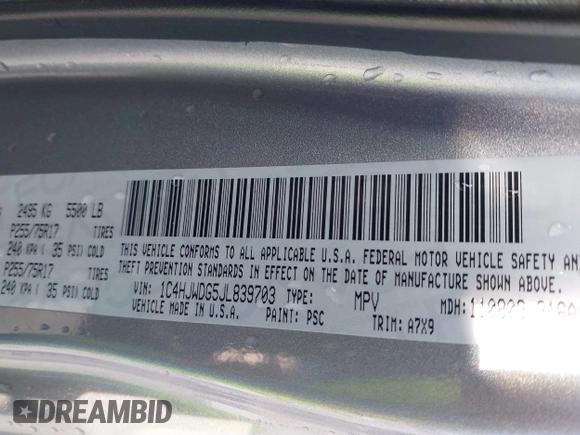 2495 KG 5500 LB
P255/75R17 TIRES
240 KPA ( 35 PSI) COLD
P255/75R17 TIRES
240 KPA ( 35 PSI) COLD
THIS VEHICLE CONFORMS TO ALL APPLICABLE U.S.A. FEDERAL MOTOR VEHICLE SAFETY AND
THEFT PREVENTION STANDARDS IN EFFECT ON THE DATE OF MANUFACTURE SHOWN ABOVE.
VIN: 1C4HJWDG5JL839703 TYPE: MPV MDH:
MADE IN U.S.A. PAINT: PSC TRIM: A7X9
DREAMBID